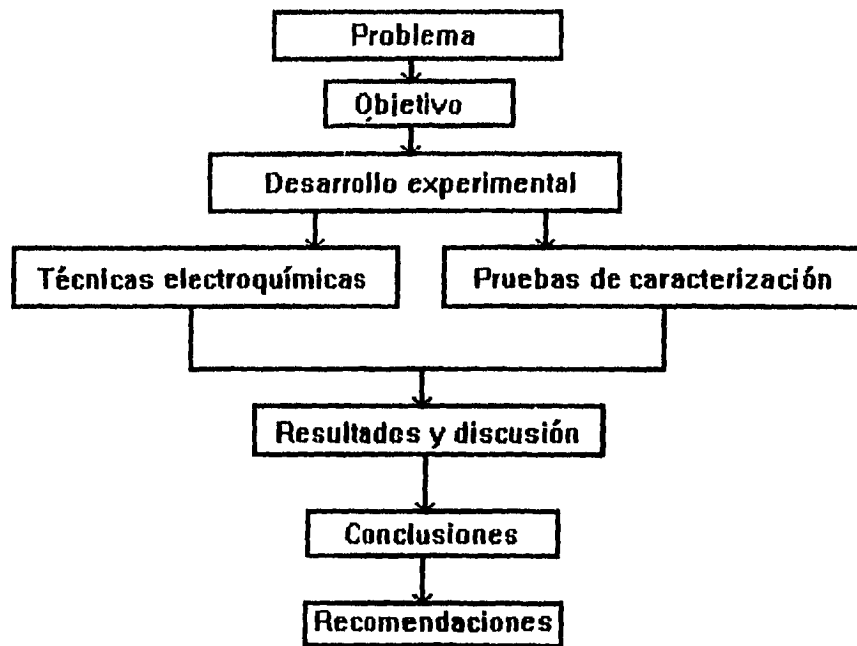 Problema
Objetivo
Desarrollo experimental
Técnicas electroquímicas
Pruebas de caracterización
Resultados y discusión
Conclusiones
Recomendaciones